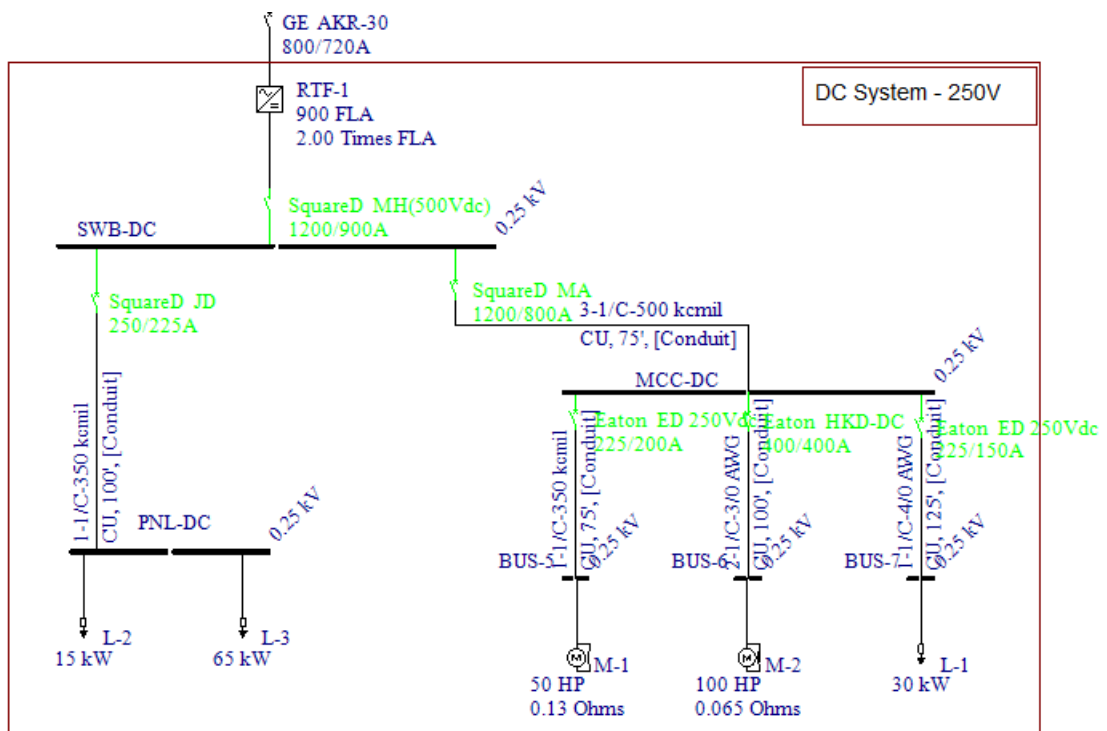 GE AKR-30
800/720A
DC System - 250V
RTF-1
900 FLA
2.00 Times FLA
SquareD MH(500Vdc)
1200/900A
0.25 kV
SWB-DC
SquareD JD
250/225A
SquareD MA
1200/800A
3-1/C-500 kcmil
CU, 75', [Conduit]
0.25 kV
MCC-DC
1-1/C-350 kcmil
CU, 100', [Conduit]
Eaton ED 250Vdc
225/200A
Eaton HKD-DC
400/400A
Eaton ED 250Vdc
225/150A
1-1/C-350 kcmil
CU, 75', [Conduit]
2-1/C-3/0 AWG
CU, 100', [Conduit]
1-1/C-4/0 AWG
CU, 125', [Conduit]
PNL-DC
0.25 kV
BUS-5
0.25 kV
BUS-6
0.25 kV
BUS-7
0.25 kV
L-2
15 kW
L-3
65 kW
M-1
50 HP
0.13 Ohms
M-2
100 HP
0.065 Ohms
L-1
30 kW